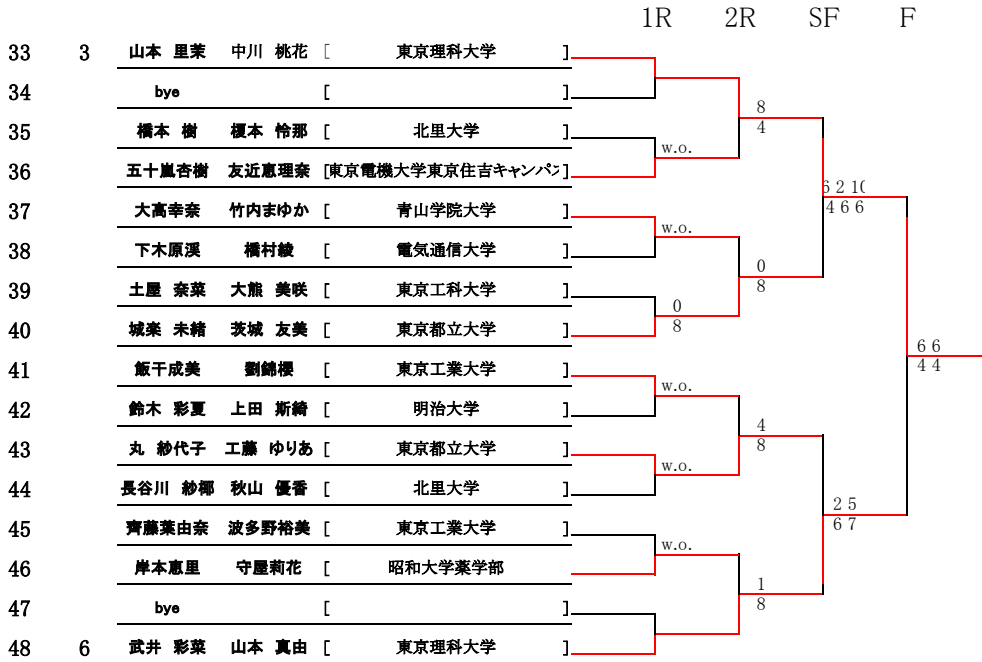 1R 2R SF F
33 3 山本 里茉 中川 桃花 [ 東京理科大学 ]
34 bye [ ]
8
35 橋本 樹 榎本 怜那 [ 北里大学 ]
4
w.o.
36 五十嵐杏樹 友近恵理奈 [東京電機大学東京住吉キャンパス]
6 2 10
37 大高幸奈 竹内まゆか [ 青山学院大学 ]
4 6 6
w.o.
38 下木原渓 橋村綾 [ 電気通信大学 ]
0
39 土屋 奈菜 大熊 美咲 [ 東京工科大学 ]
8
0
40 城楽 未緒 茨城 友美 [ 東京都立大学 ]
8
6 6
41 飯干成美 劉錦櫻 [ 東京工業大学 ]
4 4
w.o.
42 鈴木 彩夏 上田 斯綺 [ 明治大学 ]
4
43 丸 紗代子 工藤 ゆりあ [ 東京都立大学 ]
8
w.o.
44 長谷川 紗椰 秋山 優香 [ 北里大学 ]
2 5
45 齊藤葉由奈 波多野裕美 [ 東京工業大学 ]
6 7
w.o.
46 岸本恵里 守屋莉花 [ 昭和大学薬学部 ]
1
47 bye [ ]
8
48 6 武井 彩菜 山本 真由 [ 東京理科大学 ]